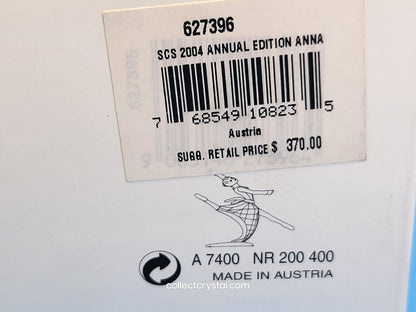 627396
SCS 2004 ANNUAL EDITION ANNA
7 68549 10823 5
Austria
SUGG. RETAIL PRICE $ 370.00
A 7400 NR 200 400
MADE IN AUSTRIA
collectcrystal.com